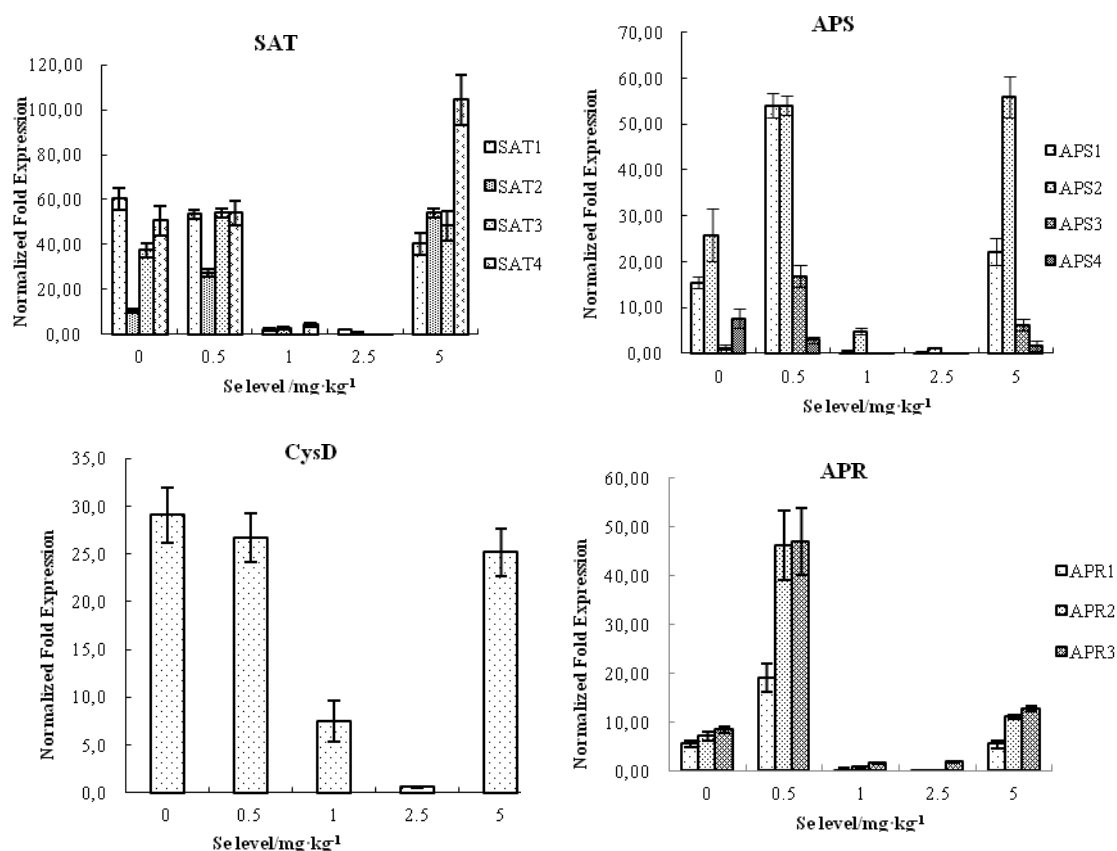 SAT
Normalized Fold Expression
120,00
100,00
80,00
60,00
40,00
20,00
0,00
0 0.5 1 2.5 5
Se level /mg·kg-1
SAT1
SAT2
SAT3
SAT4
APS
Normalized Fold Expression
70,00
60,00
50,00
40,00
30,00
20,00
10,00
0,00
0 0.5 1 2.5 5
Se level/mg·kg-1
APS1
APS2
APS3
APS4
CysD
Normalized Fold Expression
35,0
30,0
25,0
20,0
15,0
10,0
5,0
0,0
0 0.5 1 2.5 5
Se level/mg·kg-1
APR
Normalized Fold Expression
60,00
50,00
40,00
30,00
20,00
10,00
0,00
0 0.5 1 2.5 5
Se level/mg·kg-1
APR1
APR2
APR3